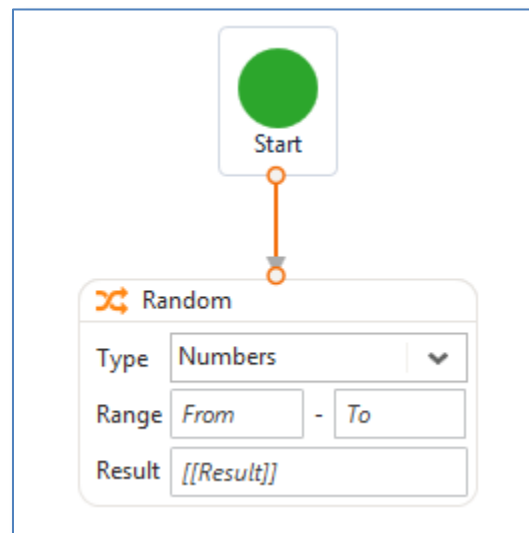 Start
Random
Type Numbers
Range From - To
Result [[Result]]